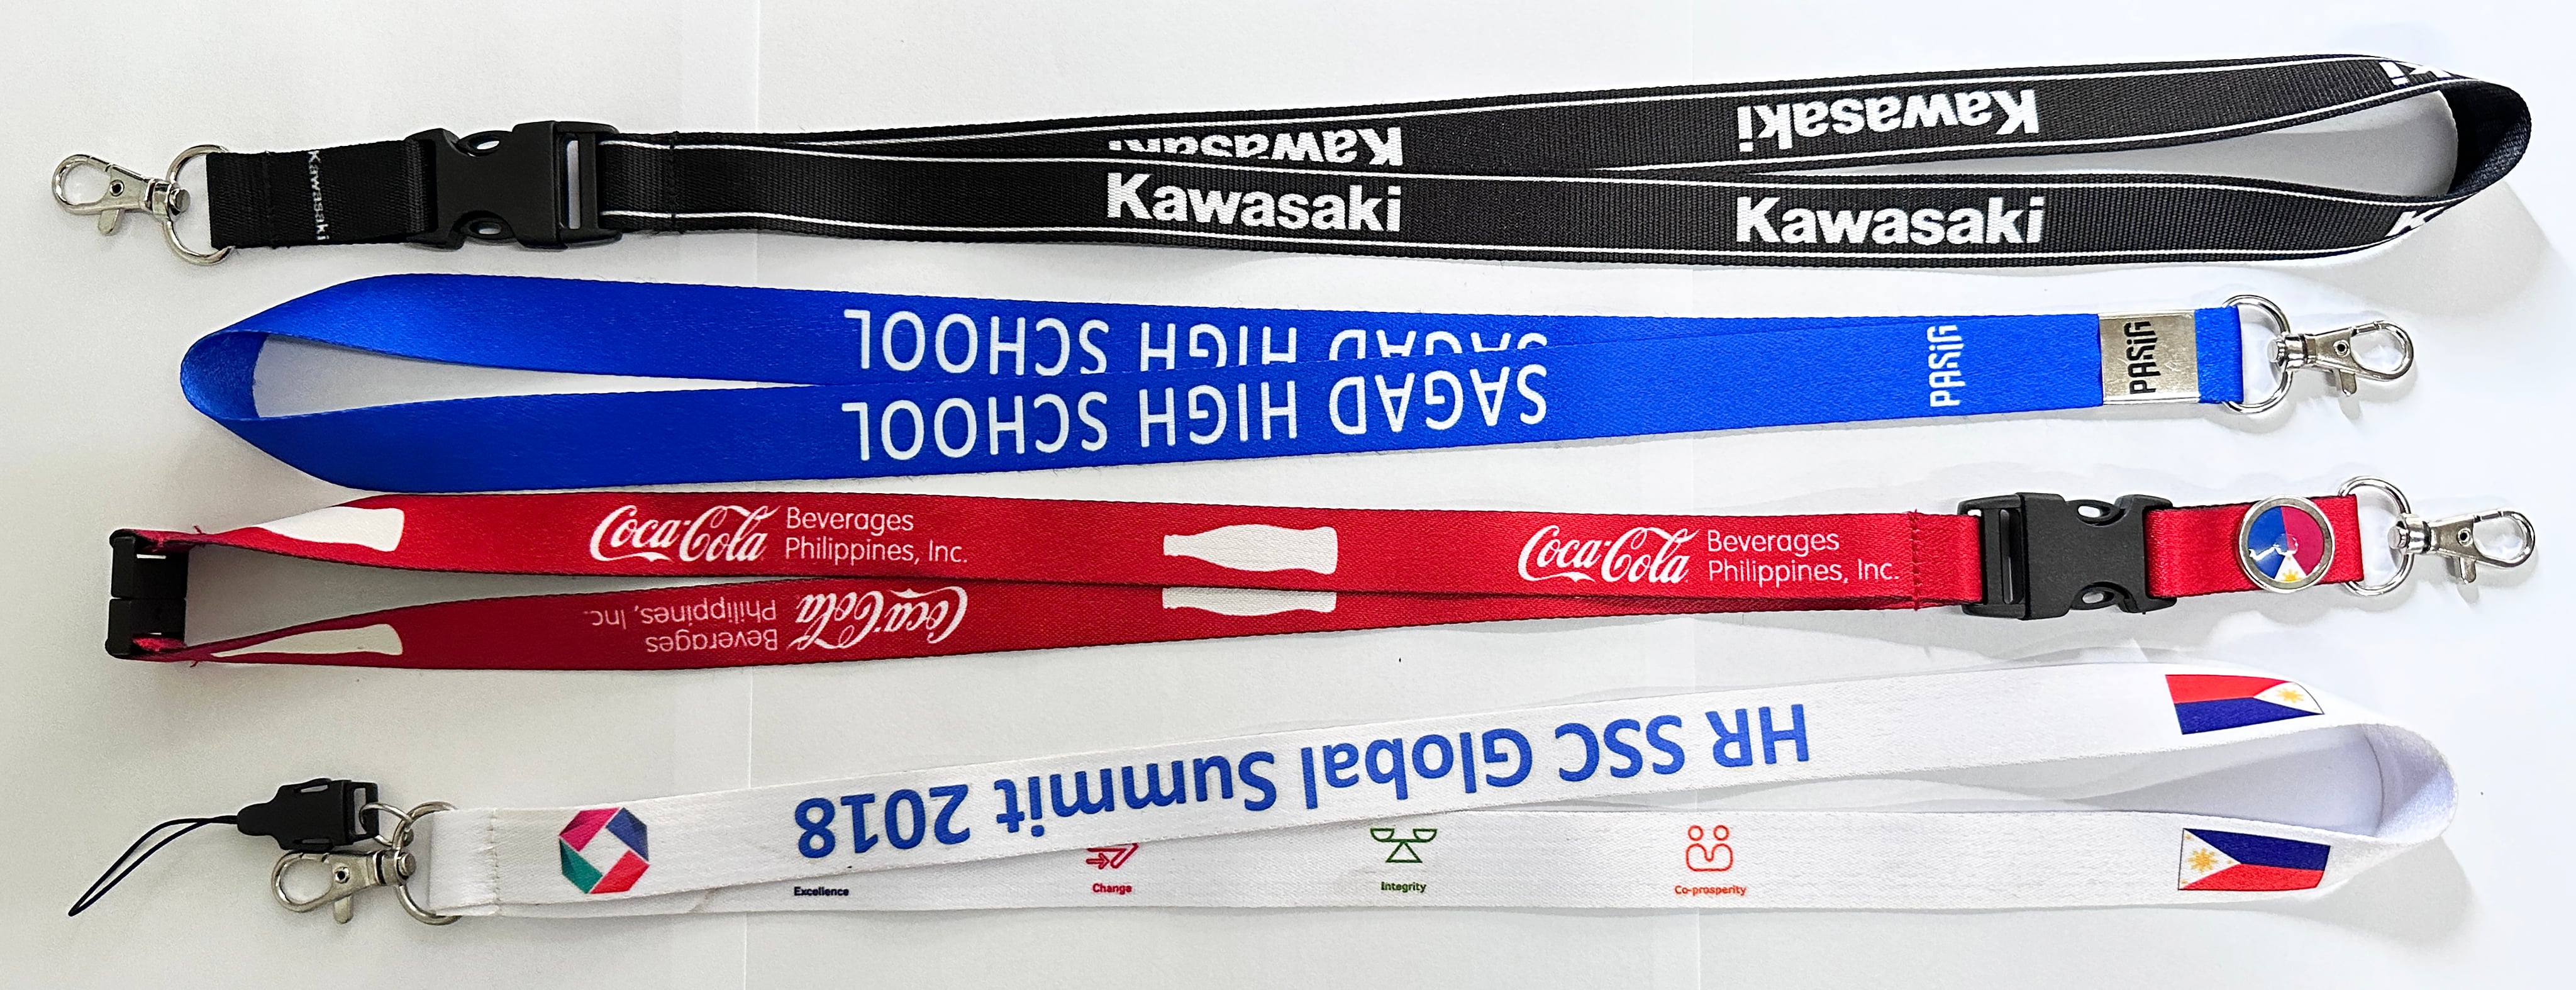 Kawasaki
Kawasaki
Kawasaki
Kawasaki
Kawasaki
SAGAD HIGH SCHOOL
SAGAD HIGH SCHOOL
PASIG
PASIG
Coca-Cola
Beverages
Philippines, Inc.
Coca-Cola
Beverages
Philippines, Inc.
Coca-Cola
Beverages
Philippines, Inc.
HR SSC Global Summit 2018
Excellence
Change
Integrity
Co-prosperity